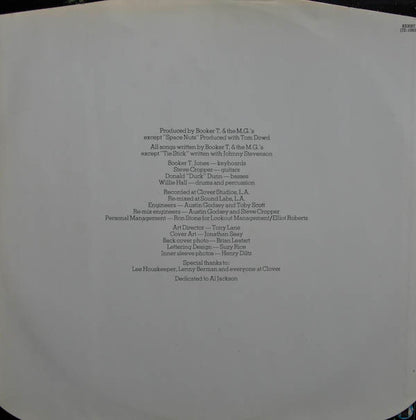 Produced by Booker T. & the M.G.'s
except "Space Nuts" Produced with Tom Dowd
All songs written by Booker T. & the M.G.'s
except "Tie Stick" written with Johnny Stevenson
Booker T. Jones — keyboards
Steve Cropper — guitars
Donald "Duck" Dunn — basses
Willie Hall — drums and percussion
Recorded at Clover Studios, L.A.
Re-mixed at Sound Labs, L.A.
Engineers — Austin Godsey and Toby Scott
Re-mix engineers — Austin Godsey and Steve Cropper
Personal Management — Ron Stone for Lookout Management/Elliot Roberts
Art Director — Tony Lane
Cover Art — Jonathan Seay
Back cover photo — Brian Leatart
Lettering Design — Suzy Rice
Inner sleeve photos — Henry Diltz
Special thanks to:
Lee Houskeeper, Lenny Berman and everyone at Clover
Dedicated to Al Jackson